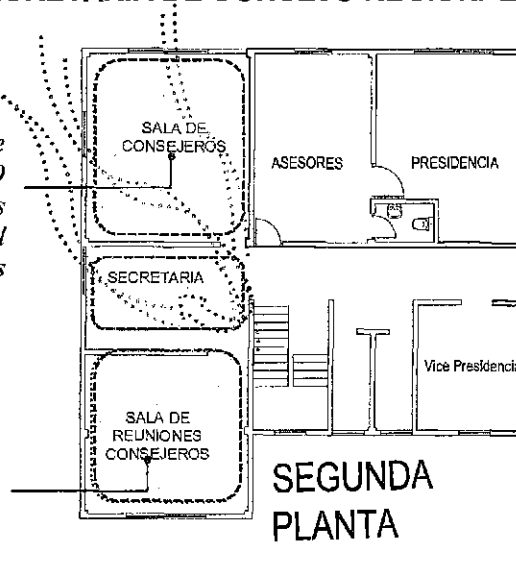 SALA DE
CONSEJEROS
ASESORES
PRESIDENCIA
SECRETARIA
Vice Presidencia
SALA DE
REUNIONES
CONSEJEROS
SEGUNDA
PLANTA